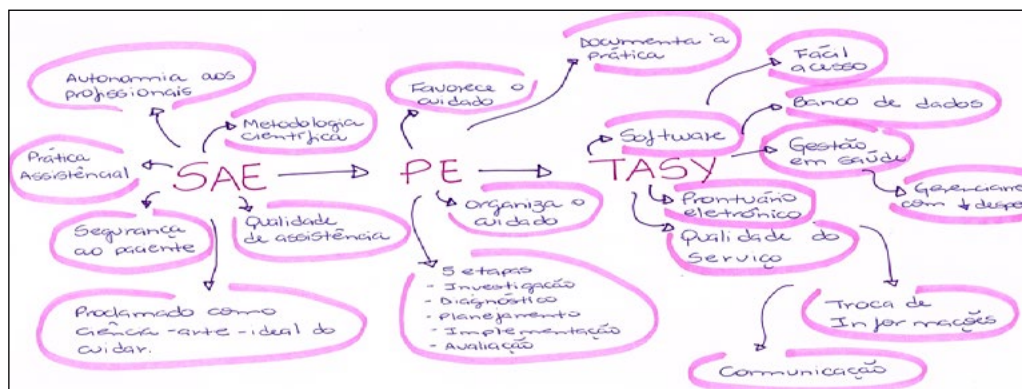 Autonomia aos
profissionais
Metodologia
científica
Prática
Assistêncial
SAE
Segurança
ao paciente
Qualidade
de assistência
Proclamado como
ciência-arte-ideal do
cuidar.
Favorece o
cuidado
Documenta a
prática
PE
Organiza o
cuidado
5 etapas
- Investigação
- Diagnóstico
- Planejamento
- Implementação
- Avaliação
Software
Fácil
acesso
Banco de dados
TASY
Gestão
em saúde
Prontuário
eletrônico
Qualidade do
Serviço
com ↓
Troca de
Informações
Comunicação